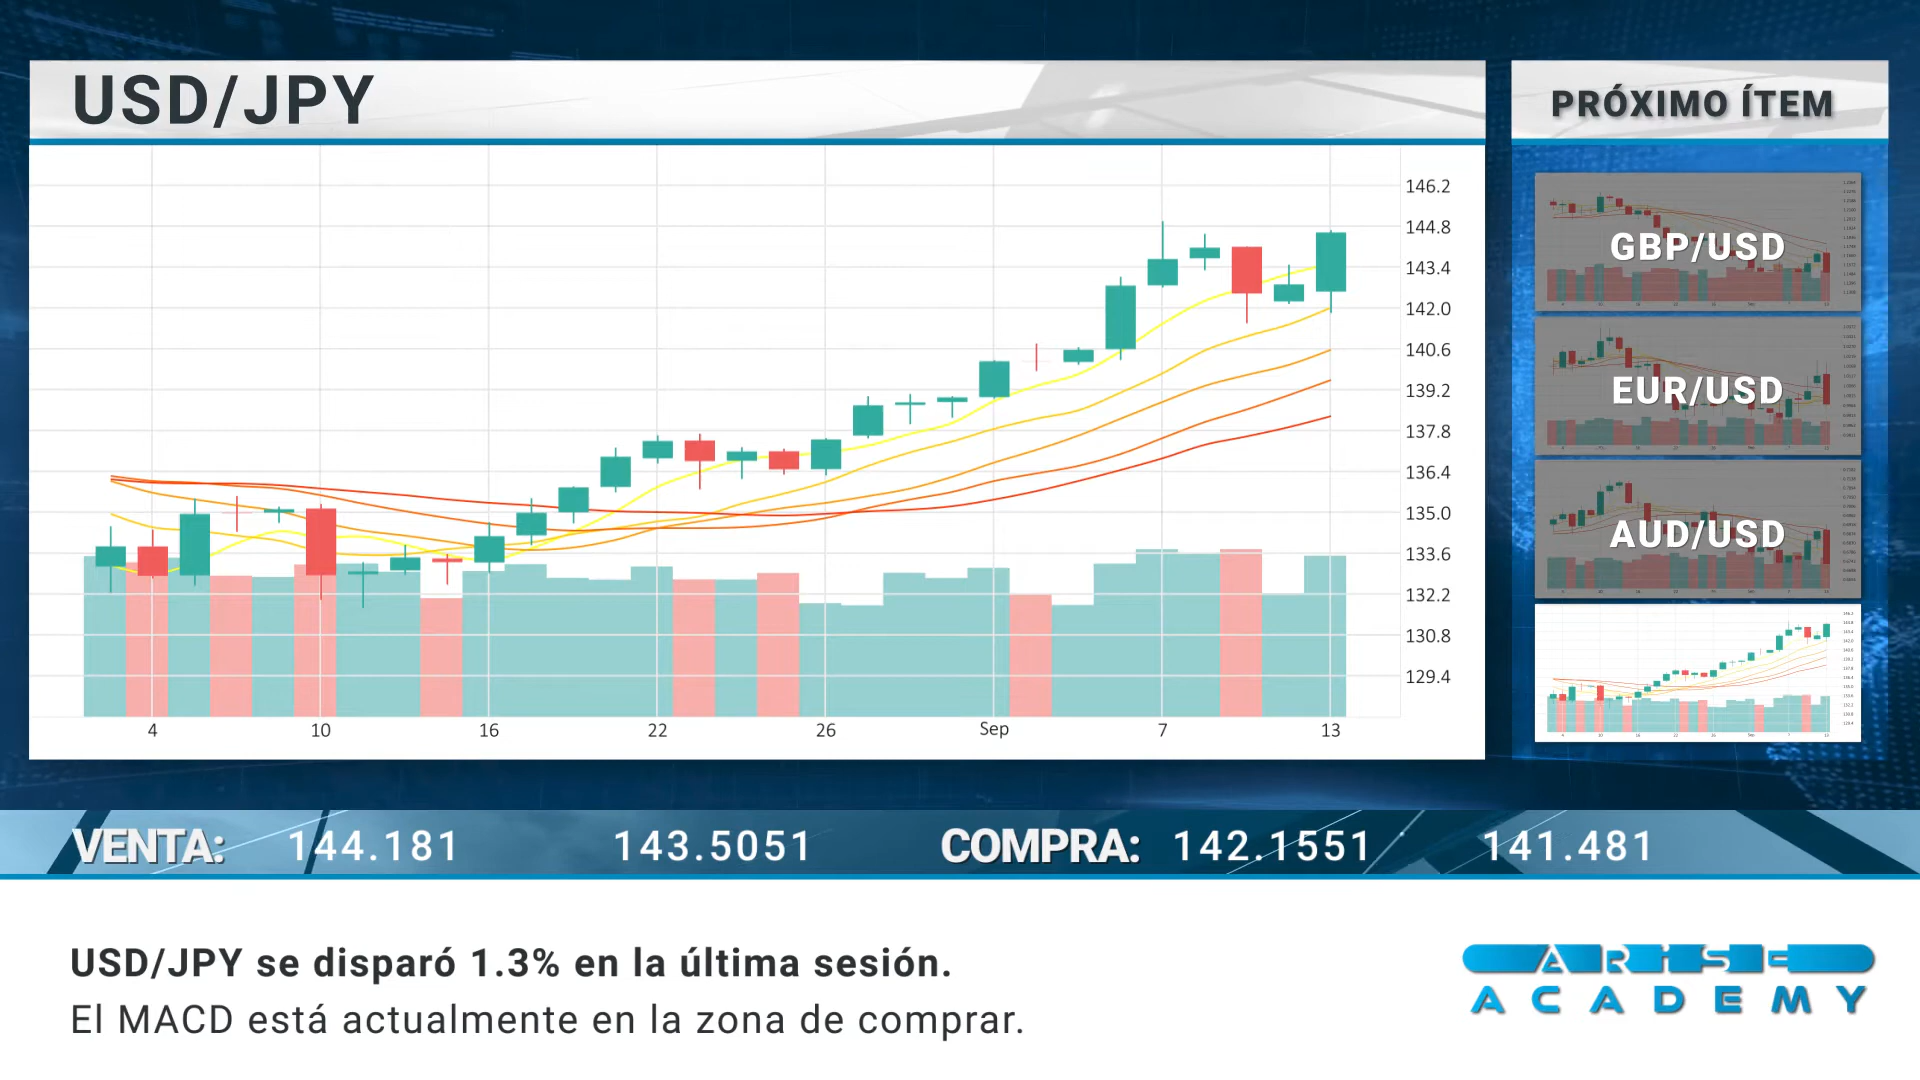 USD/JPY
PRÓXIMO ÍTEM
146.2
144.8
143.4
142.0
140.6
139.2
137.8
136.4
135.0
133.6
132.2
130.8
129.4
4 10 16 22 26 Sep 7 13
GBP/USD
EUR/USD
AUD/USD
VENTA: 144.181 143.5051 COMPRA: 142.1551 141.481
USD/JPY se disparó 1.3% en la última sesión.
El MACD está actualmente en la zona de comprar.
ARISE
ACADEMY